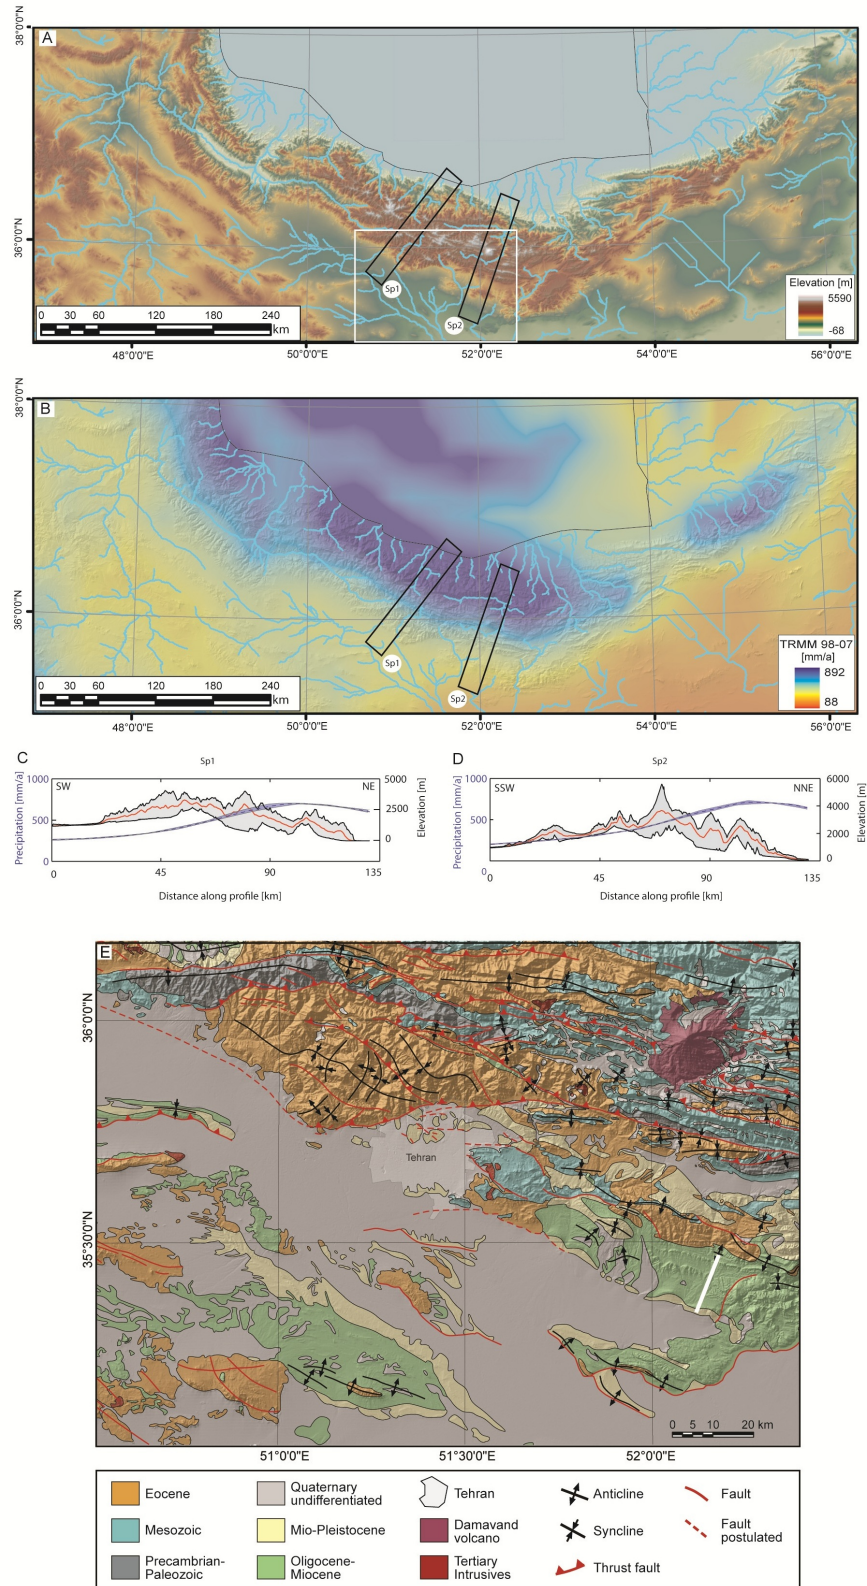 A
38°0'0"N
36°0'0"N
Sp1
Sp2
0 30 60 120 180 240
km
Elevation [m]
5590
-68
48°0'0"E 50°0'0"E 52°0'0"E 54°0'0"E 56°0'0"E
B
38°0'0"N
36°0'0"N
Sp1
Sp2
0 30 60 120 180 240
km
TRMM 98-07
[mm/a]
892
88
48°0'0"E 50°0'0"E 52°0'0"E 54°0'0"E 56°0'0"E
C
Sp1
Precipitation [mm/a]
1000
500
0
SW
NE
5000
2500
0
Elevation [m]
0 45 90 135
Distance along profile [km]
D
Sp2
Precipitation [mm/a]
1000
500
0
SSW
NNE
6000
4000
2000
0
Elevation [m]
0 45 90 135
Distance along profile [km]
E
36°0'0"N
35°30'0"N
Tehran
0 5 10 20 km
51°0'0"E 51°30'0"E 52°0'0"E
Eocene
Mesozoic
Precambrian-
Paleozoic
Quaternary
undifferentiated
Mio-Pleistocene
Oligocene-
Miocene
Tehran
Damavand
volcano
Tertiary
Intrusives
Anticline
Syncline
Thrust fault
Fault
Fault
postulated